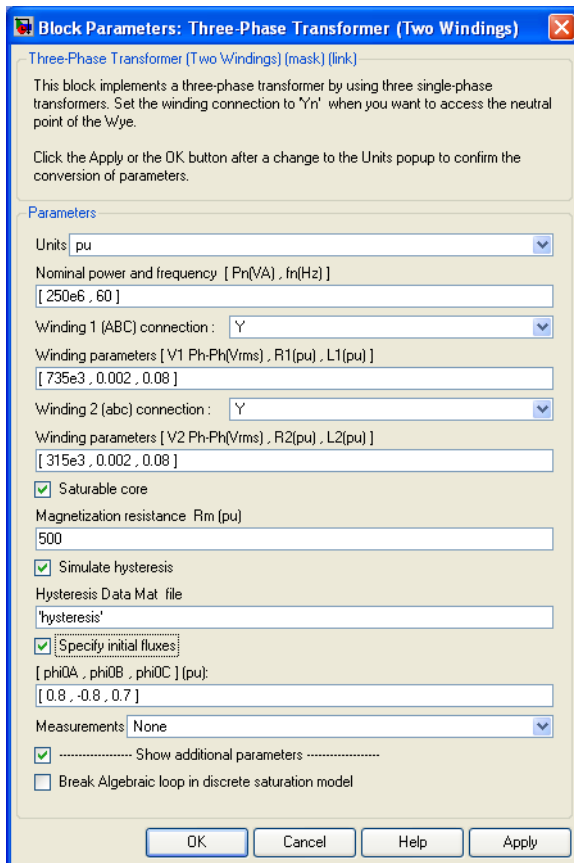 Block Parameters: Three-Phase Transformer (Two Windings)
Three-Phase Transformer (Two Windings) (mask) (link)
This block implements a three-phase transformer by using three single-phase
transformers. Set the winding connection to 'Yn' when you want to access the neutral
point of the Wye.
Click the Apply or the OK button after a change to the Units popup to confirm the
conversion of parameters.
Parameters
Units pu
Nominal power and frequency [ Pn(VA) , fn(Hz) ]
[ 250e6 , 60 ]
Winding 1 (ABC) connection : Y
Winding parameters [ V1 Ph-Ph(Vrms) , R1(pu) , L1(pu) ]
[ 735e3 , 0.002 , 0.08 ]
Winding 2 (abc) connection : Y
Winding parameters [ V2 Ph-Ph(Vrms) , R2(pu) , L2(pu) ]
[ 315e3 , 0.002 , 0.08 ]
Saturable core
Magnetization resistance Rm (pu)
500
Simulate hysteresis
Hysteresis Data Mat file
'hysteresis'
Specify initial fluxes
[ phi0A , phi0B , phi0C ] (pu):
[ 0.8 , -0.8 , 0.7 ]
Measurements None
------------------ Show additional parameters ------------------
Break Algebraic loop in discrete saturation model
OK Cancel Help Apply